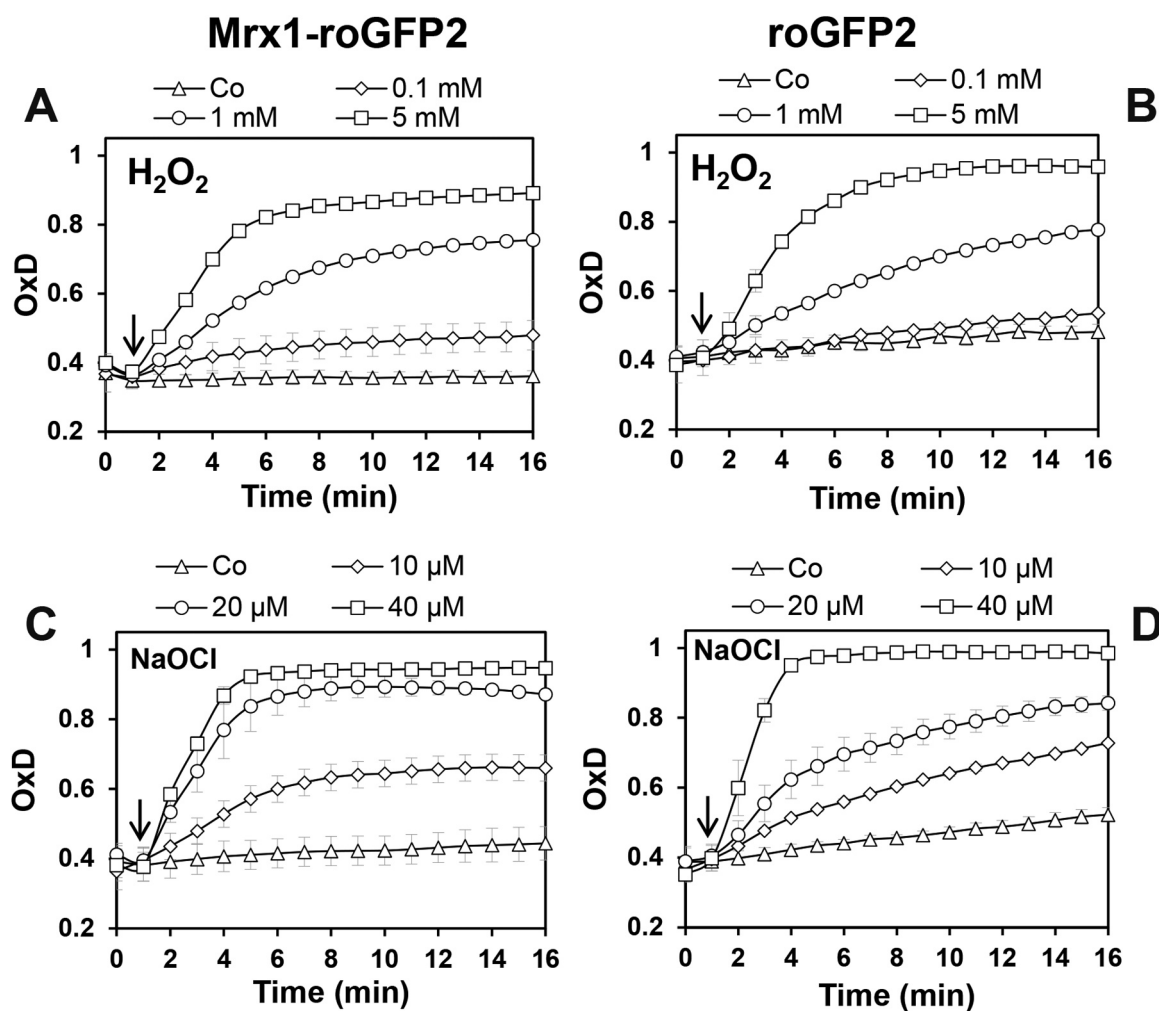 Mrx1-roGFP2
roGFP2
A
Co
0.1 mM
1 mM
5 mM
H₂O₂
1
0.8
0.6
0.4
0.2
OxD
0 2 4 6 8 10 12 14 16
Time (min)
B
Co
0.1 mM
1 mM
5 mM
H₂O₂
1
0.8
0.6
0.4
0.2
OxD
0 2 4 6 8 10 12 14 16
Time (min)
C
Co
10 µM
20 µM
40 µM
NaOCl
1
0.8
0.6
0.4
0.2
OxD
0 2 4 6 8 10 12 14 16
Time (min)
D
Co
10 µM
20 µM
40 µM
NaOCl
1
0.8
0.6
0.4
0.2
OxD
0 2 4 6 8 10 12 14 16
Time (min)